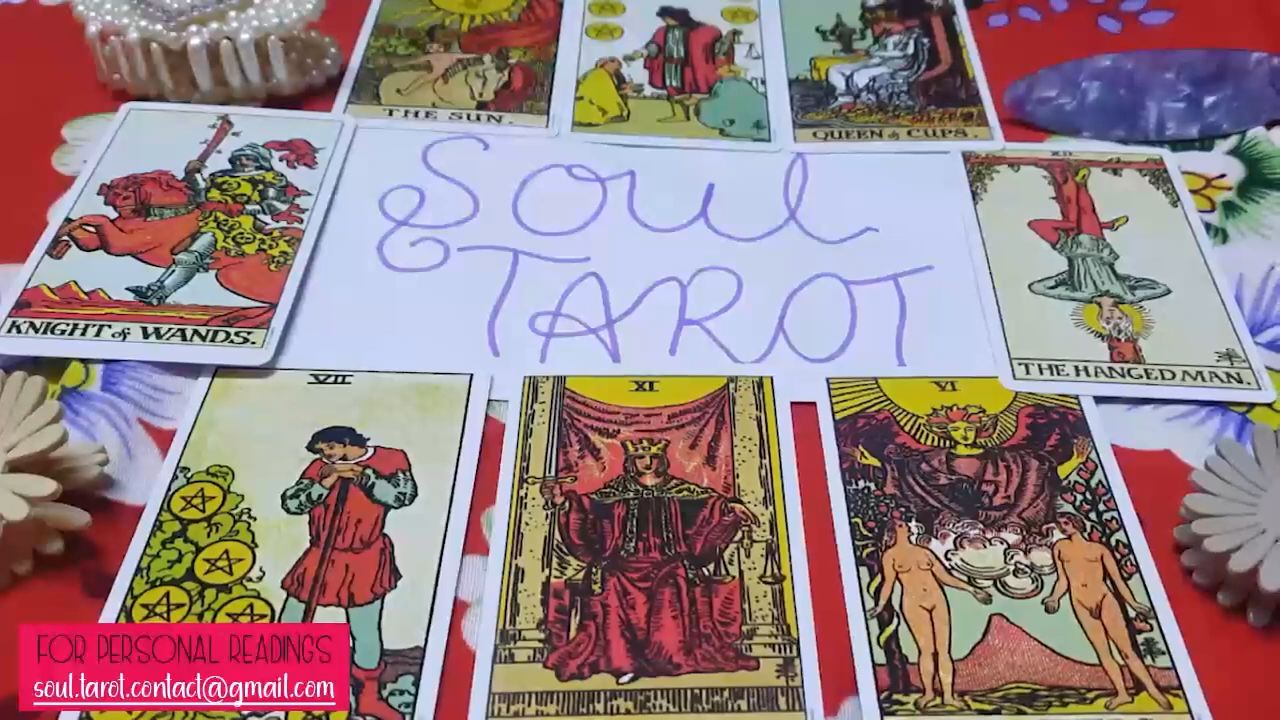 THE SUN.
QUEEN of CUPS.
KNIGHT of WANDS.
Soul
TAROT
XII
THE HANGED MAN.
VII
XI
VI
FOR PERSONAL READINGS
soul.tarot.contact@gmail.com